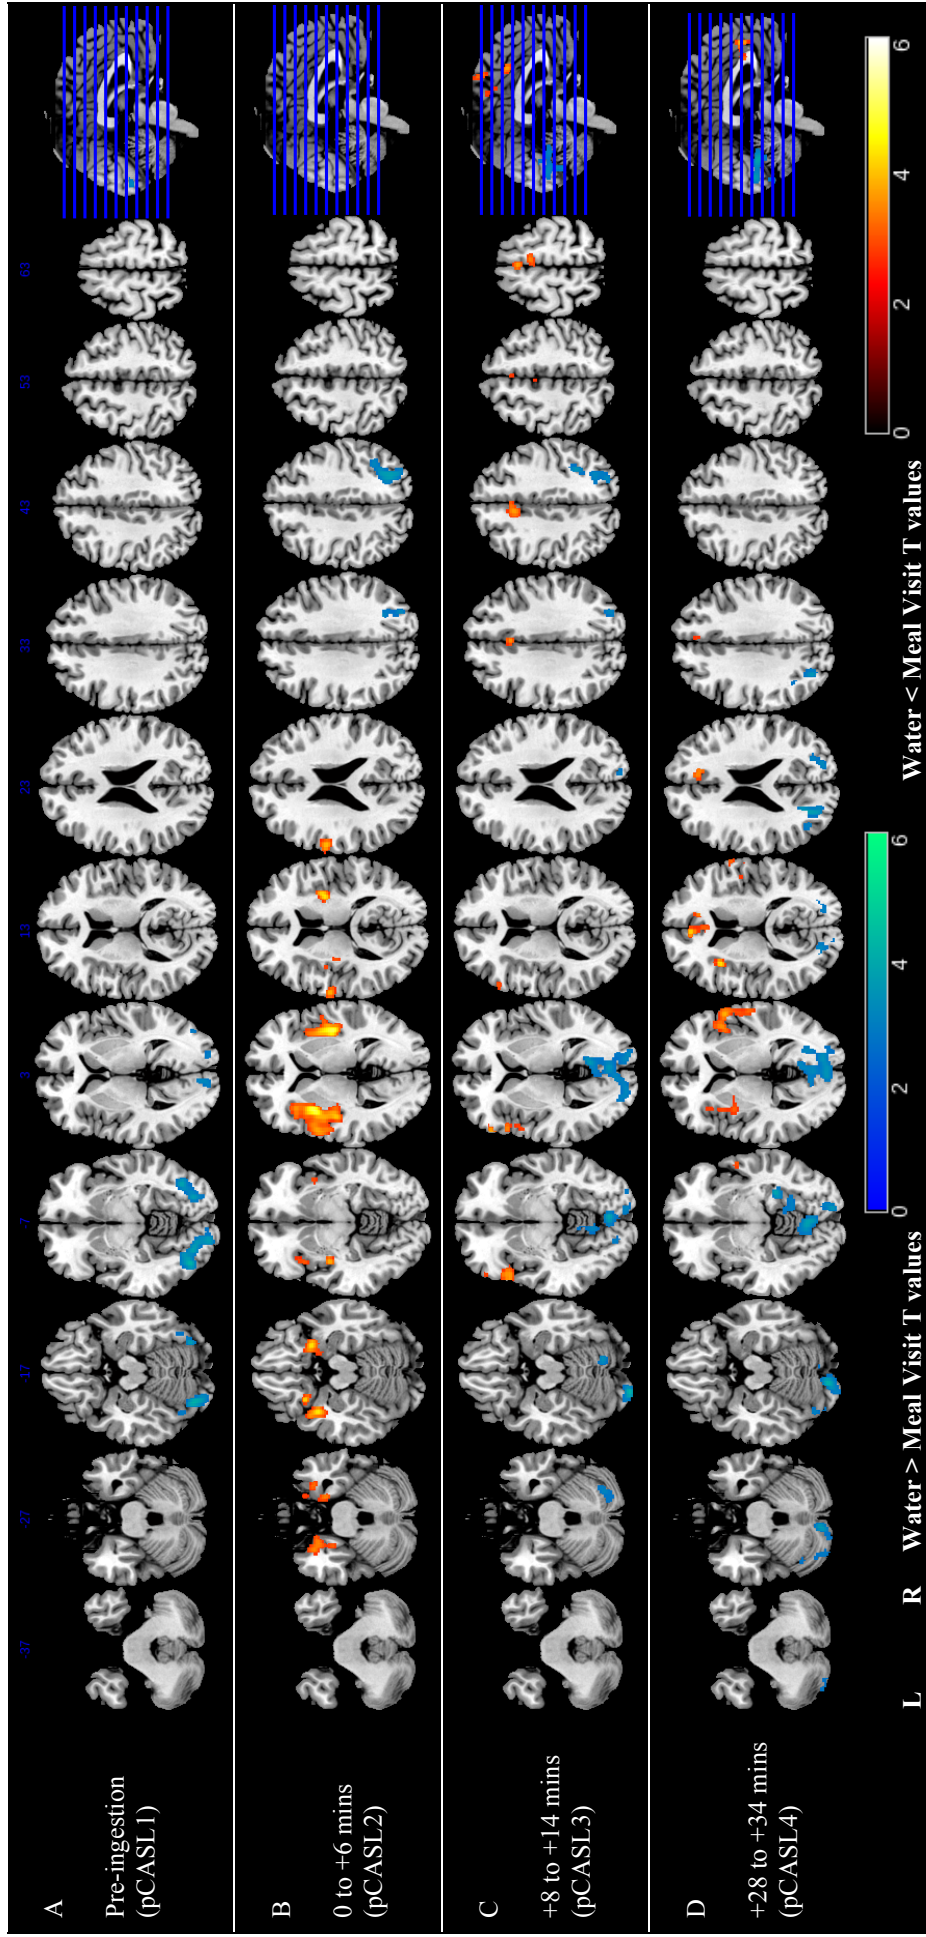 -37 -27 -17 -7 3 13 23 33 43 53 63
A
Pre-ingestion
(pCASL1)
B
0 to +6 mins
(pCASL2)
C
+8 to +14 mins
(pCASL3)
D
+28 to +34 mins
(pCASL4)
L R
Water > Meal Visit T values
0 2 4 6
Water < Meal Visit T values
0 2 4 6